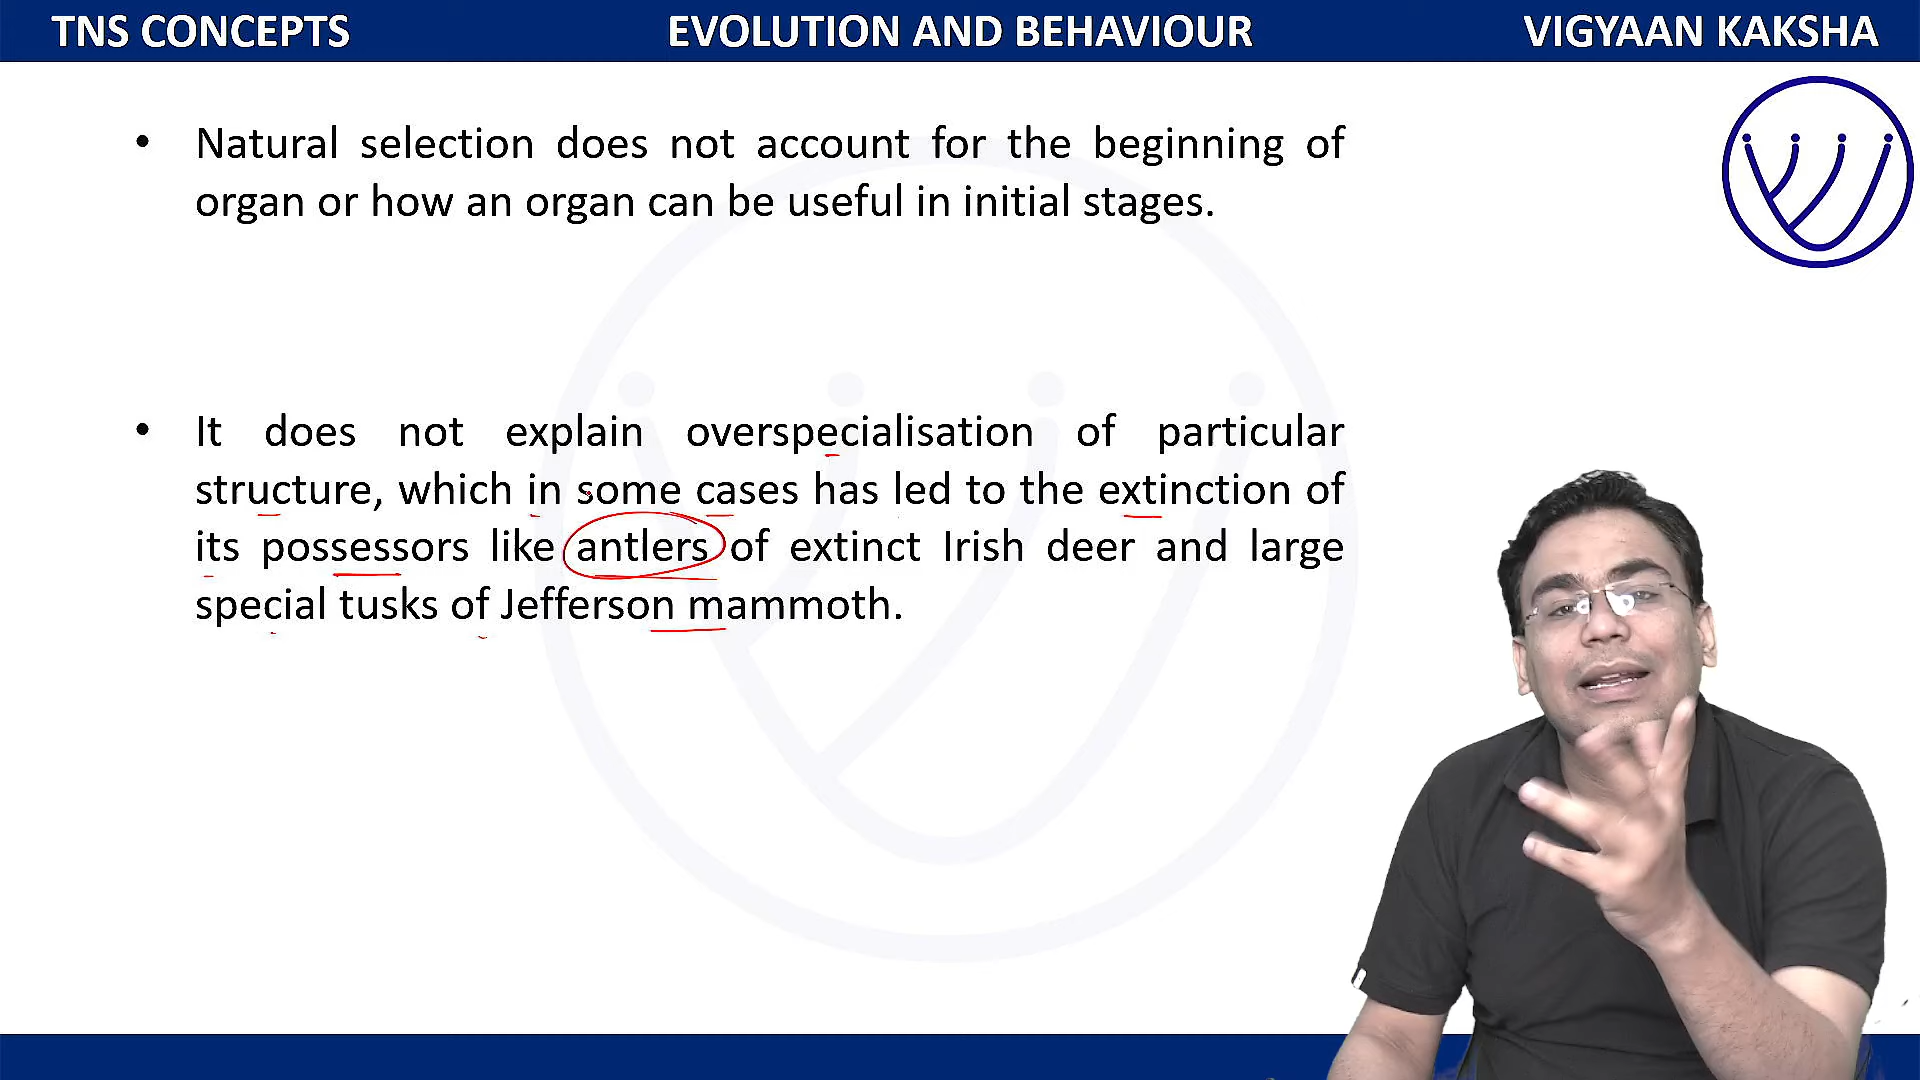 TNS CONCEPTS EVOLUTION AND BEHAVIOUR VIGYAAN KAKSHA
• Natural selection does not account for the beginning of
organ or how an organ can be useful in initial stages.
• It does not explain overspecialisation of particular
structure, which in some cases has led to the extinction of
its possessors like antlers of extinct Irish deer and large
special tusks of Jefferson mammoth.